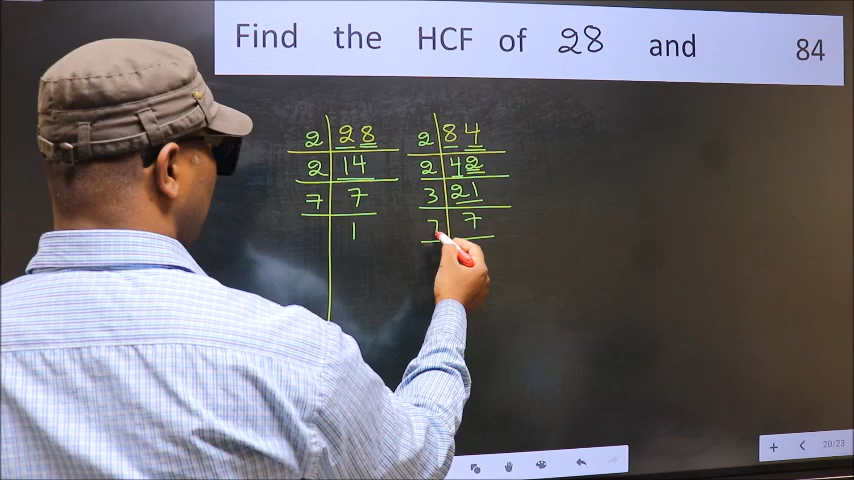 Find the HCF of 28 and 84
2 28 2 84
2 14 2 42
7 7 3 21
1 7 7
20/23